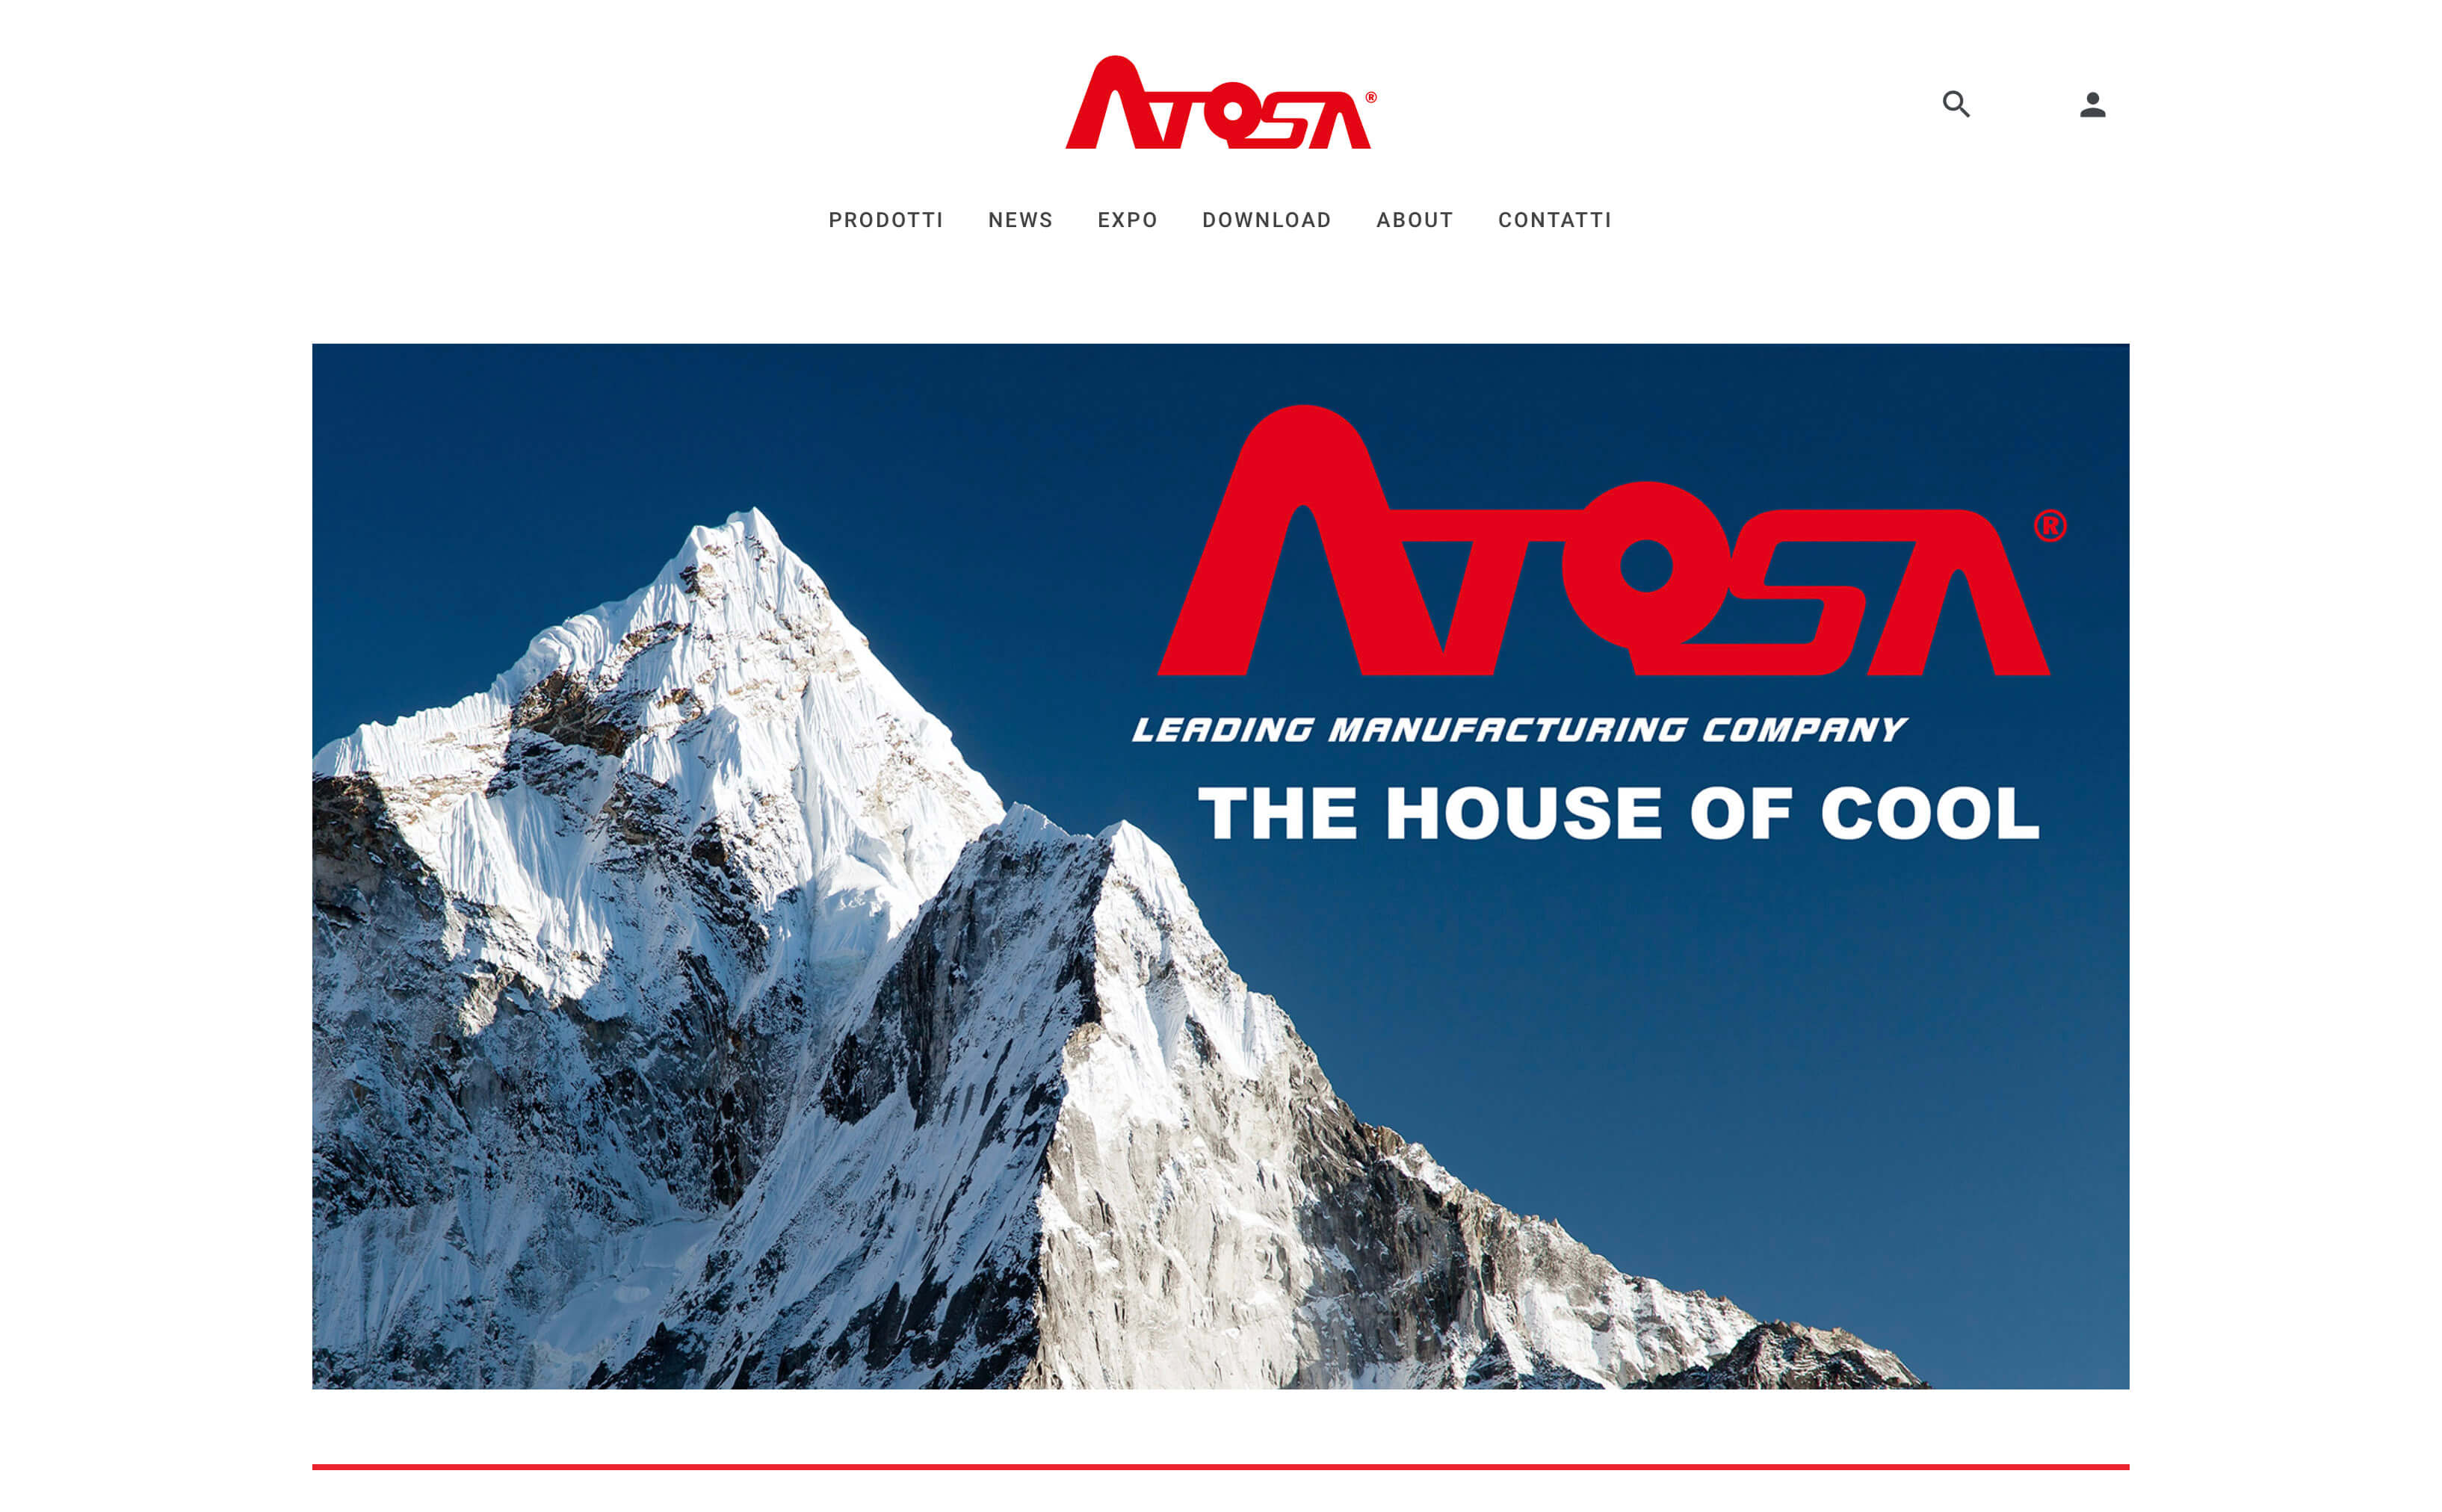 ATOSA®
PRODOTTI NEWS EXPO DOWNLOAD ABOUT CONTATTI
ATOSA®
LEADING MANUFACTURING COMPANY
THE HOUSE OF COOL